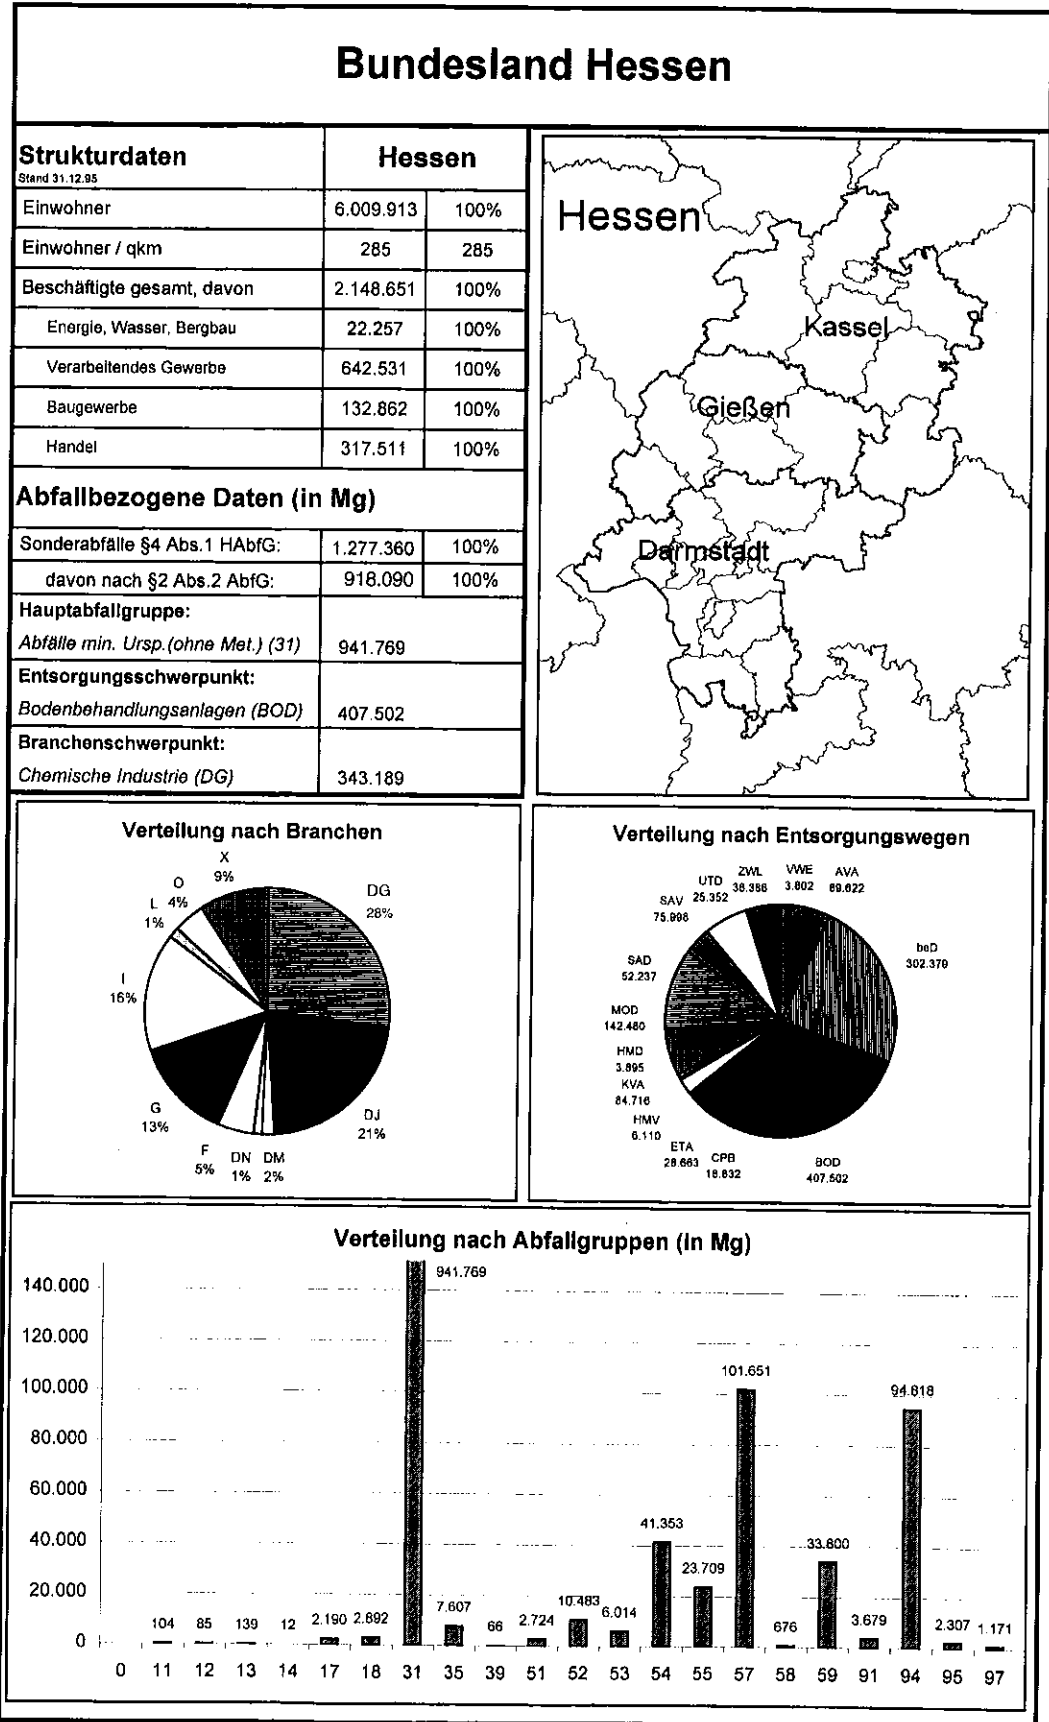 Bundesland Hessen
Strukturdaten Hessen
Stand 31.12.95
Einwohner 6.009.913 100%
Einwohner / qkm 285 285
Beschäftigte gesamt, davon 2.148.651 100%
Energie, Wasser, Bergbau 22.257 100%
Verarbeitendes Gewerbe 642.531 100%
Baugewerbe 132.862 100%
Handel 317.511 100%
Abfallbezogene Daten (in Mg)
Sonderabfälle §4 Abs.1 HAbfG: 1.277.360 100%
davon nach §2 Abs.2 AbfG: 918.090 100%
Hauptabfallgruppe:
Abfälle min. Ursp.(ohne Met.) (31) 941.769
Entsorgungsschwerpunkt:
Bodenbehandlungsanlagen (BOD) 407.502
Branchenschwerpunkt:
Chemische Industrie (DG) 343.189
Hessen
Kassel
Gießen
Darmstadt
Verteilung nach Branchen
X
9%
O
4%
L
1%
DG
28%
I
16%
G
13%
F
5%
DN
1%
DM
2%
DJ
21%
Verteilung nach Entsorgungswegen
ZWL
38.386
VWE
3.802
AVA
89.622
UTD
25.352
SAV
75.998
beD
302.379
SAD
52.237
MOD
142.480
HMD
3.895
KVA
84.716
HMV
6.110
ETA
28.663
CPB
18.832
BOD
407.502
Verteilung nach Abfallgruppen (in Mg)
140.000
120.000
100.000
80.000
60.000
40.000
20.000
0
104 85 139 12 2.190 2.892 941.769 7.607 66 2.724 10.483 6.014 41.353 23.709 101.651 676 33.800 3.679 94.818 2.307 1.171
0 11 12 13 14 17 18 31 35 39 51 52 53 54 55 57 58 59 91 94 95 97